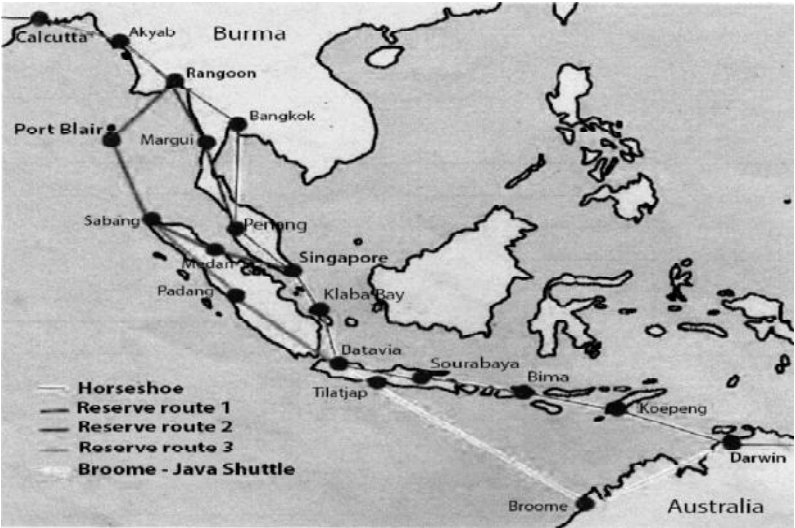 Calcutta
Akyab
Burma
Rangoon
Port Blair
Margui
Bangkok
Sabang
Penang
Medan
Singapore
Padang
Klaba Bay
Datavia
Sourabaya
Bima
Tilatjap
Koepeng
Darwin
Broome
Australia
Horseshoe
Reserve route 1
Reserve route 2
Reserve route 3
Broome - Java Shuttle